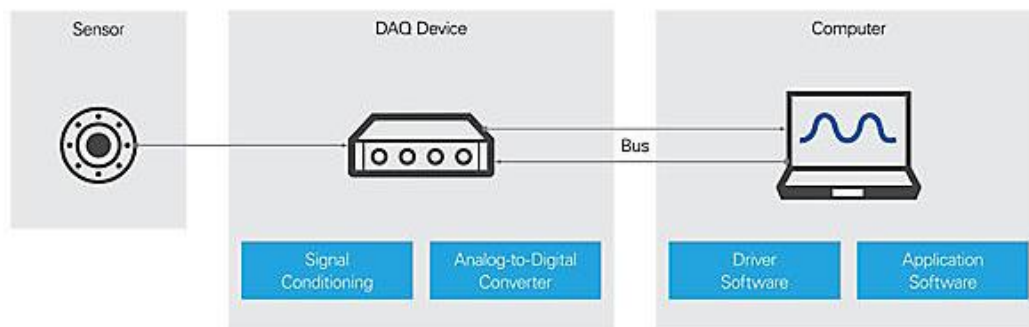 Sensor
DAQ Device
Computer
Bus
Signal
Conditioning
Analog-to-Digital
Converter
Driver
Software
Application
Software